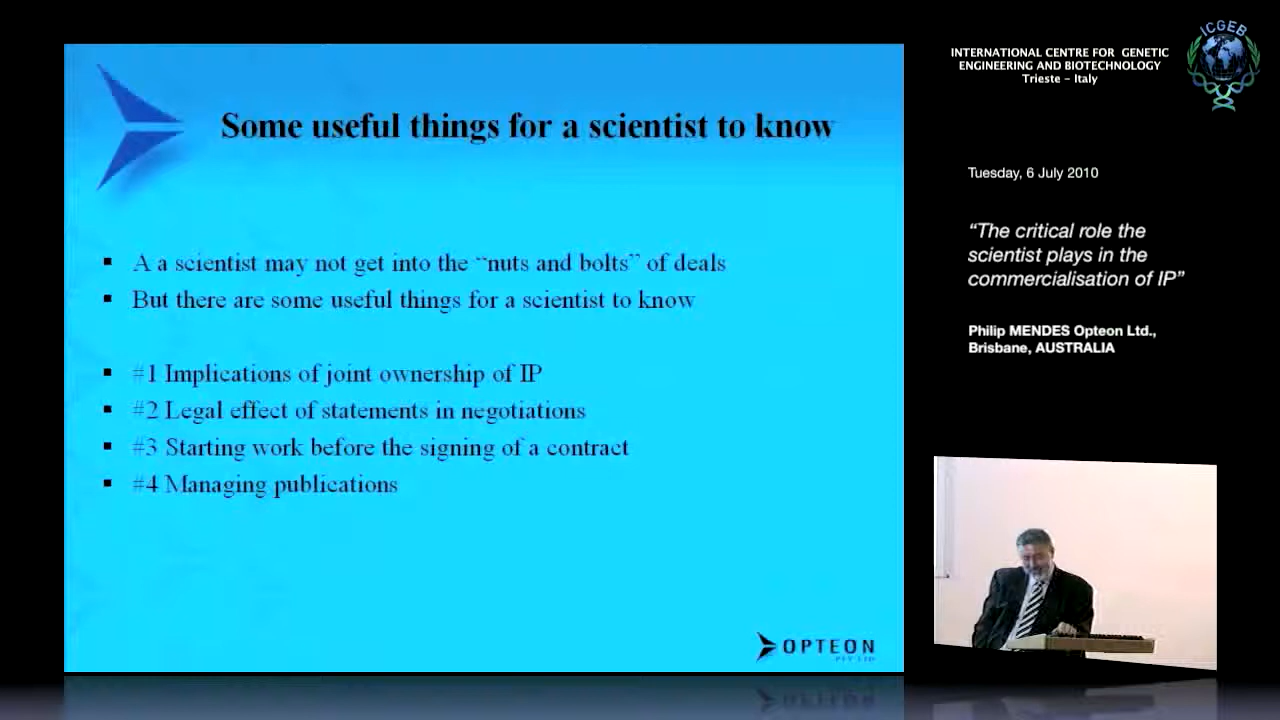 Some useful things for a scientist to know
A a scientist may not get into the “nuts and bolts” of deals
But there are some useful things for a scientist to know
#1 Implications of joint ownership of IP
#2 Legal effect of statements in negotiations
#3 Starting work before the signing of a contract
#4 Managing publications
OPTEON
PTY LTD
INTERNATIONAL CENTRE FOR GENETIC
ENGINEERING AND BIOTECHNOLOGY
Trieste - Italy
ICGEB
Tuesday, 6 July 2010
“The critical role the
scientist plays in the
commercialisation of IP”
Philip MENDES Opteon Ltd.,
Brisbane, AUSTRALIA